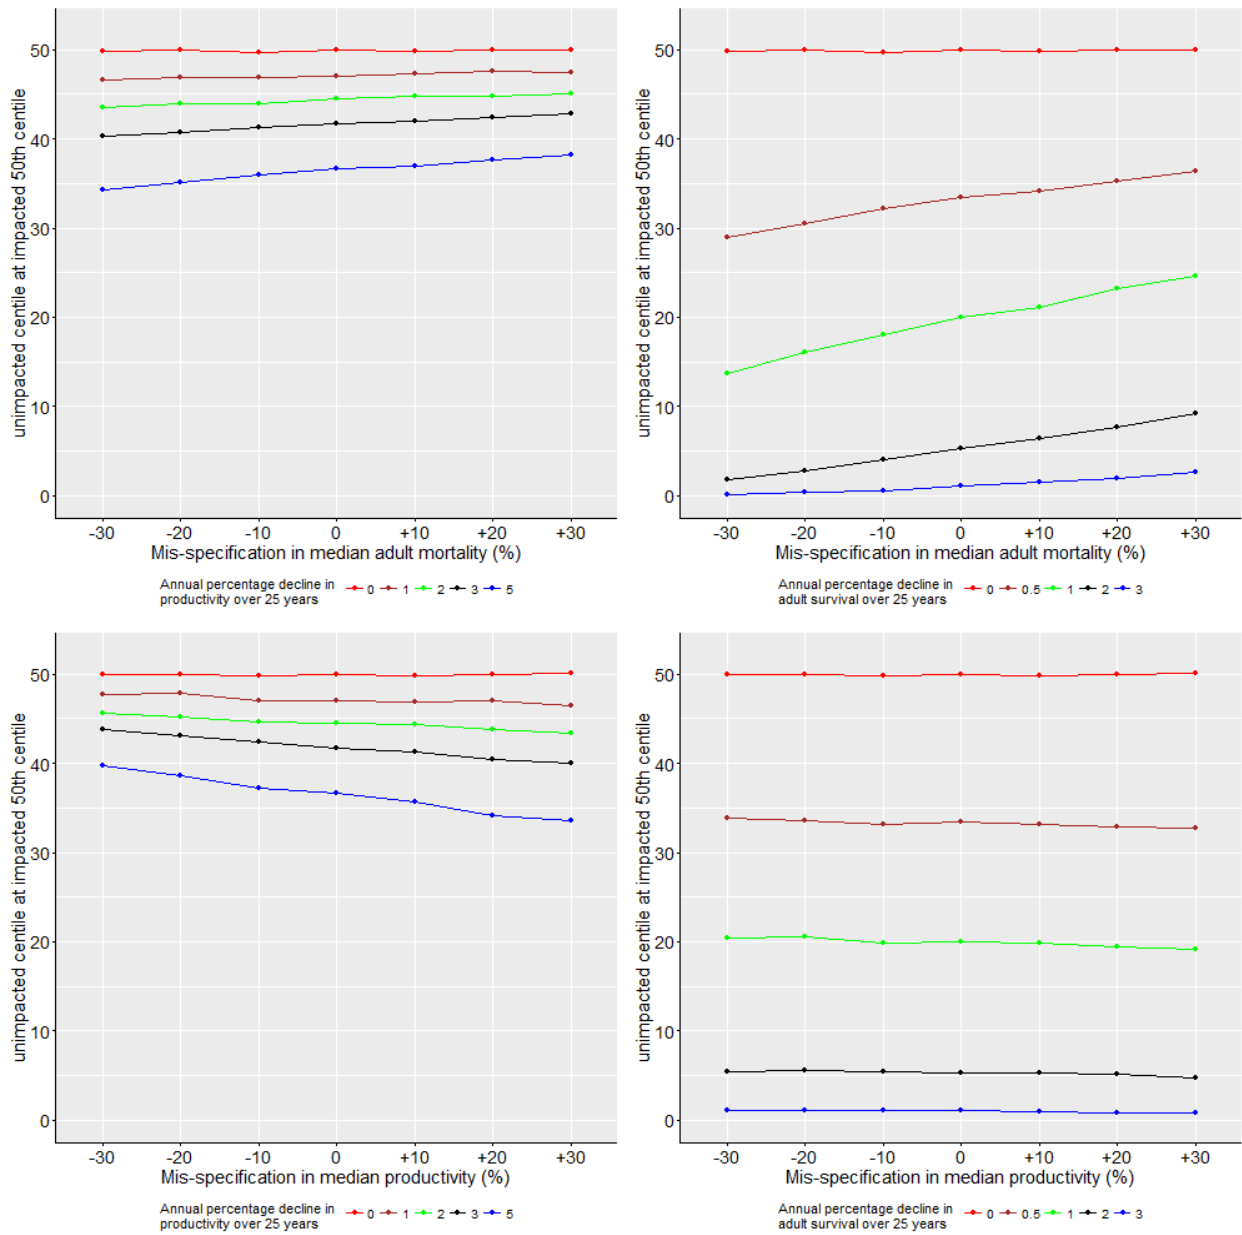 unimpacted centile at impacted 50th centile
50
40
30
20
10
0
-30 -20 -10 0 +10 +20 +30
Mis-specification in median adult mortality (%)
Annual percentage decline in
productivity over 25 years
0 1 2 3 5
unimpacted centile at impacted 50th centile
50
40
30
20
10
0
-30 -20 -10 0 +10 +20 +30
Mis-specification in median adult mortality (%)
Annual percentage decline in
adult survival over 25 years
0 0.5 1 2 3
unimpacted centile at impacted 50th centile
50
40
30
20
10
0
-30 -20 -10 0 +10 +20 +30
Mis-specification in median productivity (%)
Annual percentage decline in
productivity over 25 years
0 1 2 3 5
unimpacted centile at impacted 50th centile
50
40
30
20
10
0
-30 -20 -10 0 +10 +20 +30
Mis-specification in median productivity (%)
Annual percentage decline in
adult survival over 25 years
0 0.5 1 2 3